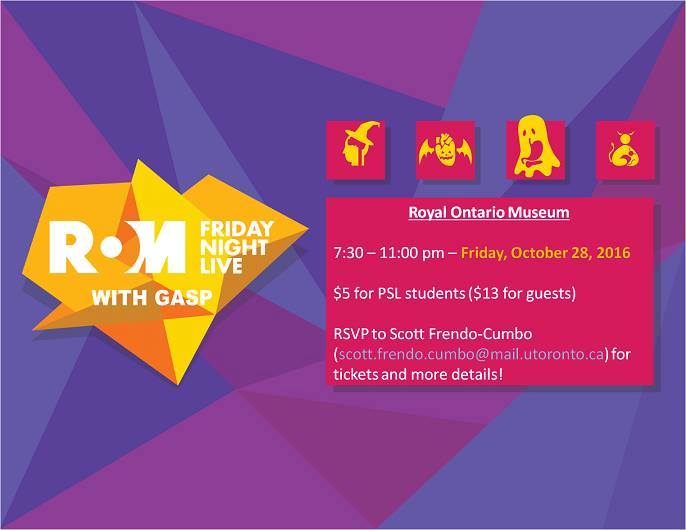 R•M
FRIDAY
NIGHT
LIVE
WITH GASP
Royal Ontario Museum
7:30 – 11:00 pm – Friday, October 28, 2016
$5 for PSL students ($13 for guests)
RSVP to Scott Frendo-Cumbo
(scott.frendo.cumbo@mail.utoronto.ca) for
tickets and more details!